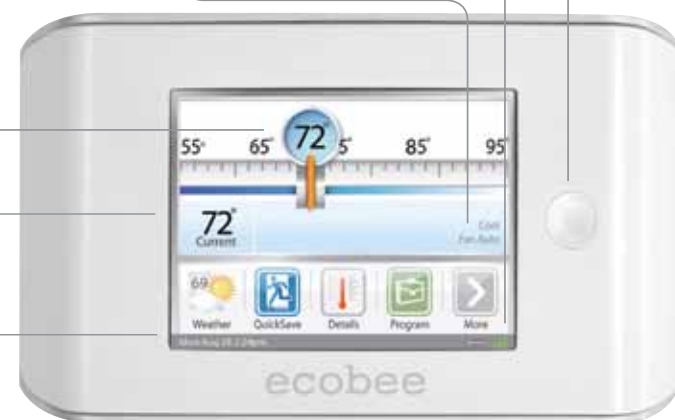 72°
55° 65° 5° 85° 95
72°
Current
Cool
Fan Auto
69°
Weather QuickSave Details Program More
ecobee